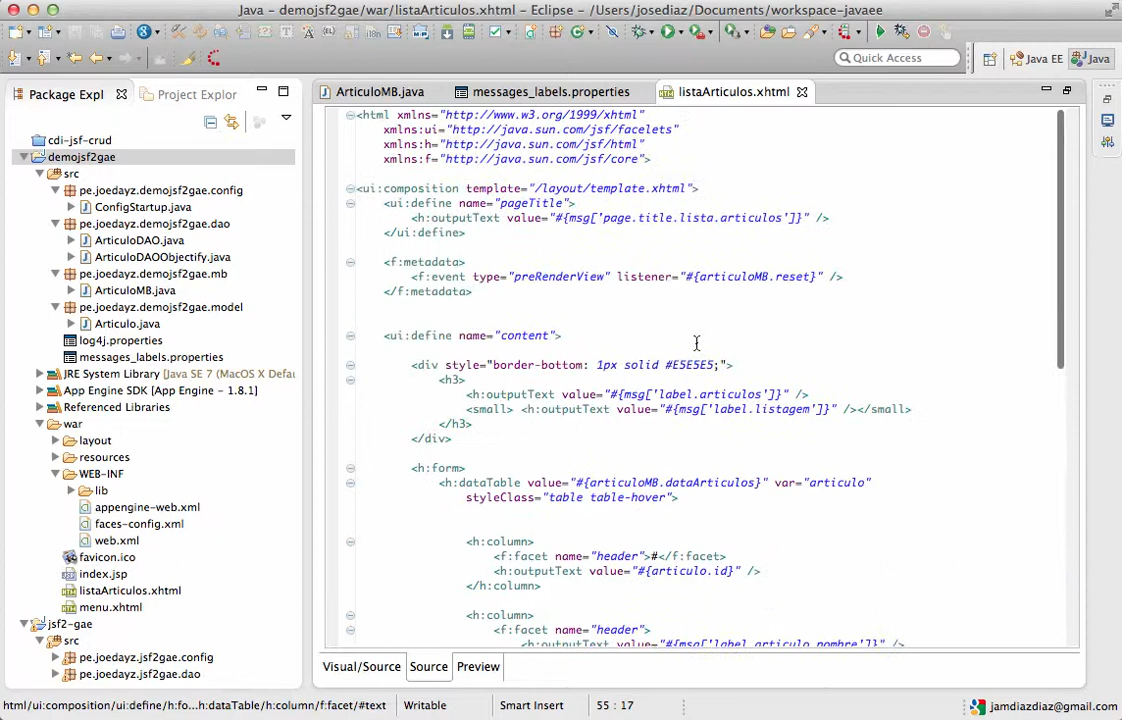 Java - demojsf2gae/war/listaArticulos.xhtml - Eclipse - /Users/josediaz/Documents/workspace-javaee
Quick Access
Java EE
Java
Package Expl
Project Explor
ArticuloMB.java
messages_labels.properties
listaArticulos.xhtml
cdi-jsf-crud
demojsf2gae
src
pe.joedayz.demojsf2gae.config
ConfigStartup.java
pe.joedayz.demojsf2gae.dao
ArticuloDAO.java
ArticuloDAOObjectify.java
pe.joedayz.demojsf2gae.mb
ArticuloMB.java
pe.joedayz.demojsf2gae.model
Articulo.java
log4j.properties
messages_labels.properties
JRE System Library [Java SE 7 (MacOS X Defau
App Engine SDK [App Engine - 1.8.1]
Referenced Libraries
war
layout
resources
WEB-INF
lib
appengine-web.xml
faces-config.xml
web.xml
favicon.ico
index.jsp
listaArticulos.xhtml
menu.xhtml
jsf2-gae
src
pe.joedayz.jsf2gae.config
pe.joedayz.jsf2gae.dao
<html xmlns="http://www.w3.org/1999/xhtml"
xmlns:ui="http://java.sun.com/jsf/facelets"
xmlns:h="http://java.sun.com/jsf/html"
xmlns:f="http://java.sun.com/jsf/core">
<ui:composition template="/layout/template.xhtml">
<ui:define name="pageTitle">
<h:outputText value="#{msg['page.title.lista.articulos']}" />
</ui:define>
<f:metadata>
<f:event type="preRenderView" listener="#{articuloMB.reset}" />
</f:metadata>
<ui:define name="content">
<div style="border-bottom: 1px solid #E5E5E5;">
<h3>
<h:outputText value="#{msg['label.articulos']}" />
<small> <h:outputText value="#{msg['label.listagem']}" /></small>
</h3>
</div>
<h:form>
<h:dataTable value="#{articuloMB.dataArticulos}" var="articulo"
styleClass="table table-hover">
<h:column>
<f:facet name="header">#</f:facet>
<h:outputText value="#{articulo.id}" />
</h:column>
<h:column>
<f:facet name="header">
<h:outputText value="#{msg['label.articulo.nombre']}" />
Visual/Source
Source
Preview
html/ui:composition/ui:define/h:fo...h:dataTable/h:column/f:facet/#text
Writable
Smart Insert
55 : 17
jamdiazdiaz@gmail.com